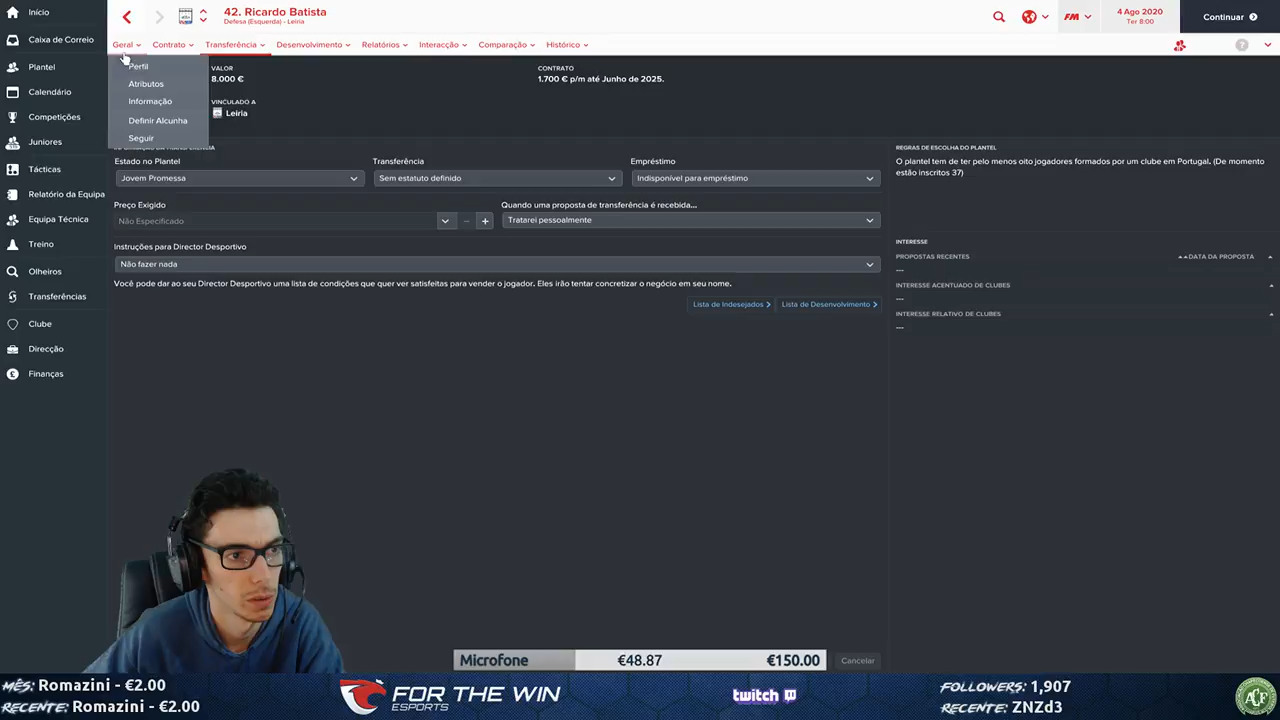 Início
Caixa de Correio
Plantel
Calendário
Competições
Juniores
Tácticas
Relatório da Equipa
Equipa Técnica
Treino
Olheiros
Transferências
Clube
Direcção
Finanças
42. Ricardo Batista
Defesa (Esquerda) - Leiria
FM
4 Ago 2020
Ter 8:00
Continuar
Geral
Contrato
Transferência
Desenvolvimento
Relatórios
Interacção
Comparação
Histórico
Perfil
Atributos
Informação
Definir Alcunha
Seguir
VALOR
8.000 €
CONTRATO
1.700 € p/m até Junho de 2025.
VINCULADO A
Leiria
Estado no Plantel
Transferência
Empréstimo
Jovem Promessa
Sem estatuto definido
Indisponível para empréstimo
Preço Exigido
Quando uma proposta de transferência é recebida...
Não Especificado
Tratarei pessoalmente
Instruções para Director Desportivo
Não fazer nada
Você pode dar ao seu Director Desportivo uma lista de condições que quer ver satisfeitas para vender o jogador. Eles irão tentar concretizar o negócio em seu nome.
Lista de Indesejados
Lista de Desenvolvimento
REGRAS DE ESCOLHA DO PLANTEL
O plantel tem de ter pelo menos oito jogadores formados por um clube em Portugal. (De momento
estão inscritos 37)
INTERESSE
PROPOSTAS RECENTES
DATA DA PROPOSTA
---
INTERESSE ACENTUADO DE CLUBES
---
INTERESSE RELATIVO DE CLUBES
---
Microfone €48.87 €150.00
Cancelar
MÊS: Romazini - €2.00
RECENTE: Romazini - €2.00
FOR THE WIN
ESPORTS
twitch
FOLLOWERS: 1,907
RECENTE: ZNZd3
ACF